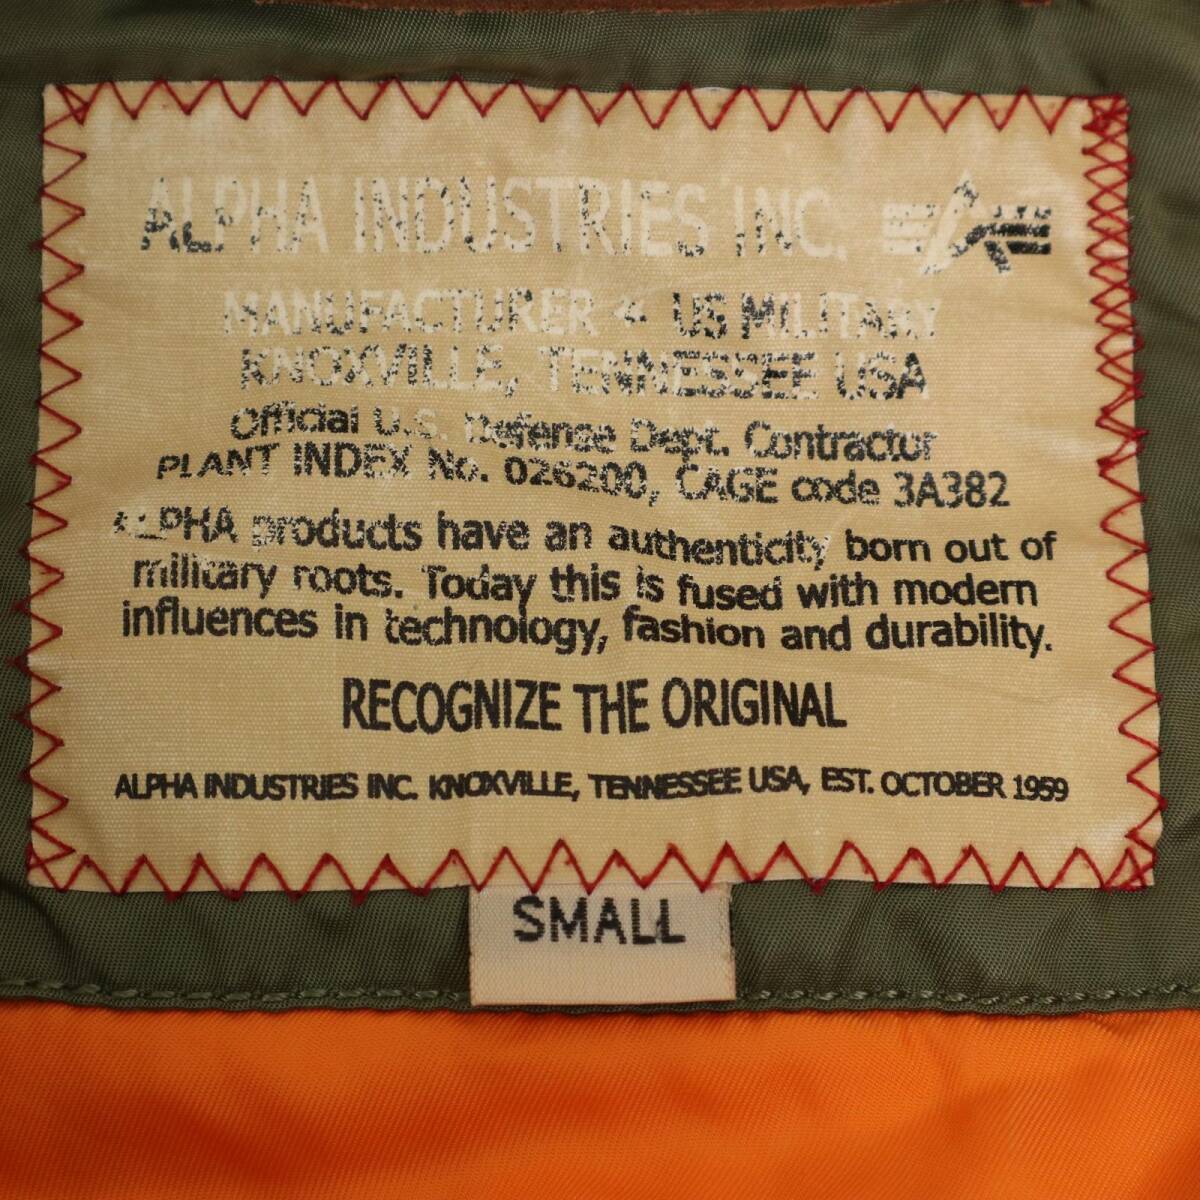 ALPHA INDUSTRIES INC.
MANUFACTURER US MILITARY
KNOXVILLE, TENNESSEE USA
Official U.S. Defense Dept. Contractor
PLANT INDEX No. 026200, CAGE code 3A382
ALPHA products have an authenticity born out of
military roots. Today this is fused with modern
influences in technology, fashion and durability.
RECOGNIZE THE ORIGINAL
ALPHA INDUSTRIES INC. KNOXVILLE, TENNESSEE USA, EST. OCTOBER 1959
SMALL